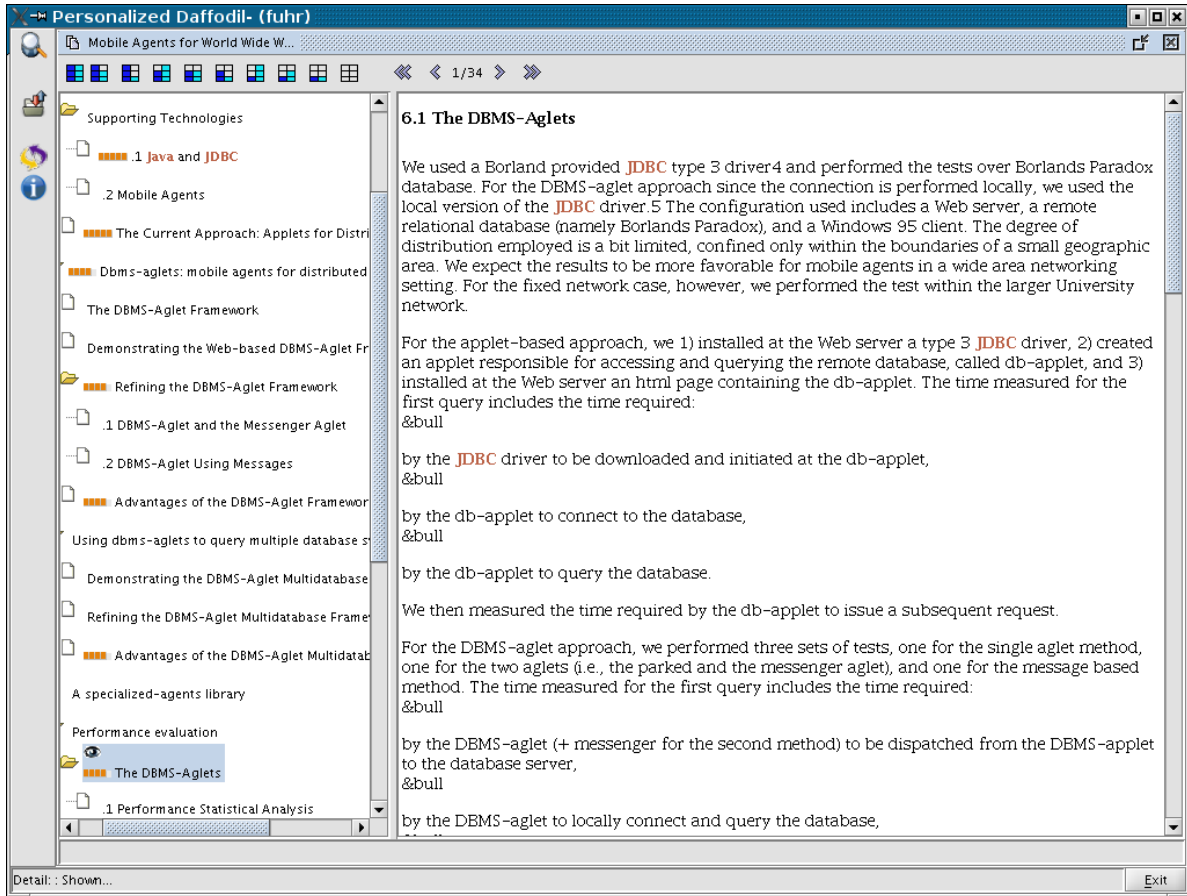 Personalized Daffodil- (fuhr)
Mobile Agents for World Wide W...
1/34
Supporting Technologies
.1 Java and JDBC
.2 Mobile Agents
The Current Approach: Applets for Distri
Dbms-aglets: mobile agents for distributed
The DBMS-Aglet Framework
Demonstrating the Web-based DBMS-Aglet Fr
Refining the DBMS-Aglet Framework
.1 DBMS-Aglet and the Messenger Aglet
.2 DBMS-Aglet Using Messages
Advantages of the DBMS-Aglet Framewor
Using dbms-aglets to query multiple database s
Demonstrating the DBMS-Aglet Multidatabase
Refining the DBMS-Aglet Multidatabase Frame
Advantages of the DBMS-Aglet Multidatab
A specialized-agents library
Performance evaluation
The DBMS-Aglets
.1 Performance Statistical Analysis
6.1 The DBMS-Aglets
We used a Borland provided JDBC type 3 driver4 and performed the tests over Borlands Paradox
database. For the DBMS-aglet approach since the connection is performed locally, we used the
local version of the JDBC driver.5 The configuration used includes a Web server, a remote
relational database (namely Borlands Paradox), and a Windows 95 client. The degree of
distribution employed is a bit limited, confined only within the boundaries of a small geographic
area. We expect the results to be more favorable for mobile agents in a wide area networking
setting. For the fixed network case, however, we performed the test within the larger University
network.
For the applet-based approach, we 1) installed at the Web server a type 3 JDBC driver, 2) created
an applet responsible for accessing and querying the remote database, called db-applet, and 3)
installed at the Web server an html page containing the db-applet. The time measured for the
first query includes the time required:
&bull
by the JDBC driver to be downloaded and initiated at the db-applet,
&bull
by the db-applet to connect to the database,
&bull
by the db-applet to query the database.
We then measured the time required by the db-applet to issue a subsequent request.
For the DBMS-aglet approach, we performed three sets of tests, one for the single aglet method,
one for the two aglets (i.e., the parked and the messenger aglet), and one for the message based
method. The time measured for the first query includes the time required:
&bull
by the DBMS-aglet (+ messenger for the second method) to be dispatched from the DBMS-applet
to the database server,
&bull
by the DBMS-aglet to locally connect and query the database,
Detail: : Shown...
Exit